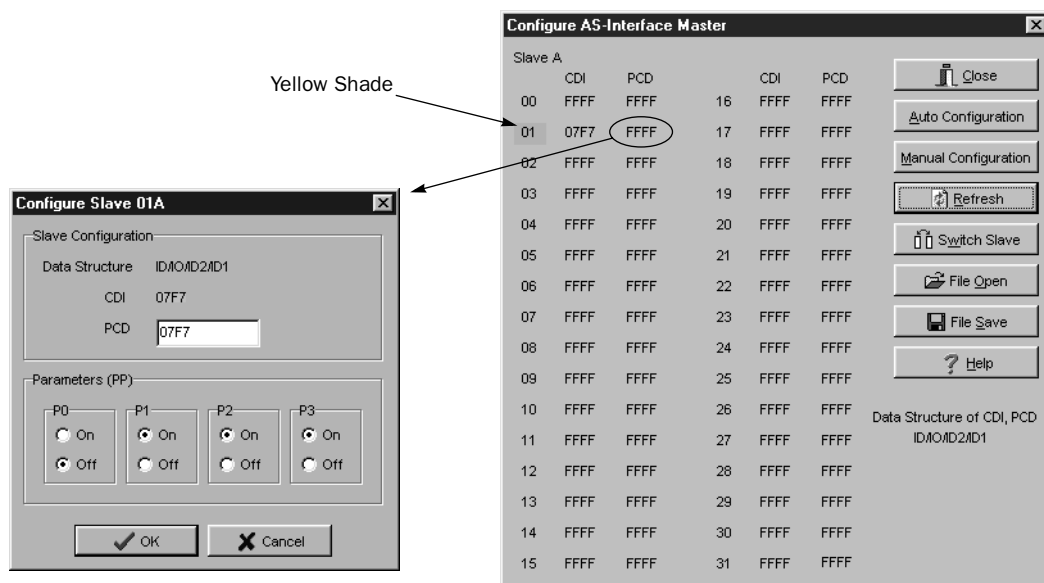 Yellow Shade
Configure AS-Interface Master
Slave A
CDI PCD CDI PCD
00 FFFF FFFF 16 FFFF FFFF
01 07F7 FFFF 17 FFFF FFFF
02 FFFF FFFF 18 FFFF FFFF
03 FFFF FFFF 19 FFFF FFFF
04 FFFF FFFF 20 FFFF FFFF
05 FFFF FFFF 21 FFFF FFFF
06 FFFF FFFF 22 FFFF FFFF
07 FFFF FFFF 23 FFFF FFFF
08 FFFF FFFF 24 FFFF FFFF
09 FFFF FFFF 25 FFFF FFFF
10 FFFF FFFF 26 FFFF FFFF
11 FFFF FFFF 27 FFFF FFFF
12 FFFF FFFF 28 FFFF FFFF
13 FFFF FFFF 29 FFFF FFFF
14 FFFF FFFF 30 FFFF FFFF
15 FFFF FFFF 31 FFFF FFFF
Close
Auto Configuration
Manual Configuration
Refresh
Switch Slave
File Open
File Save
Help
Data Structure of CDI, PCD
ID/IO/ID2/ID1
Configure Slave 01A
Slave Configuration
Data Structure ID/IO/ID2/ID1
CDI 07F7
PCD 07F7
Parameters (PP)
P0 P1 P2 P3
On On On On
Off Off Off Off
OK Cancel